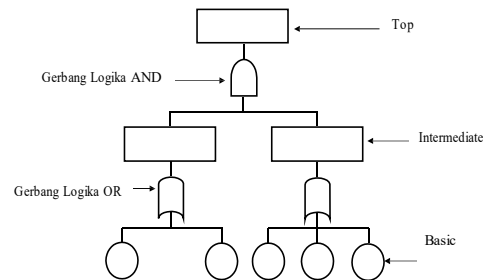 Top
Gerbang Logika AND
Intermediate
Gerbang Logika OR
Basic